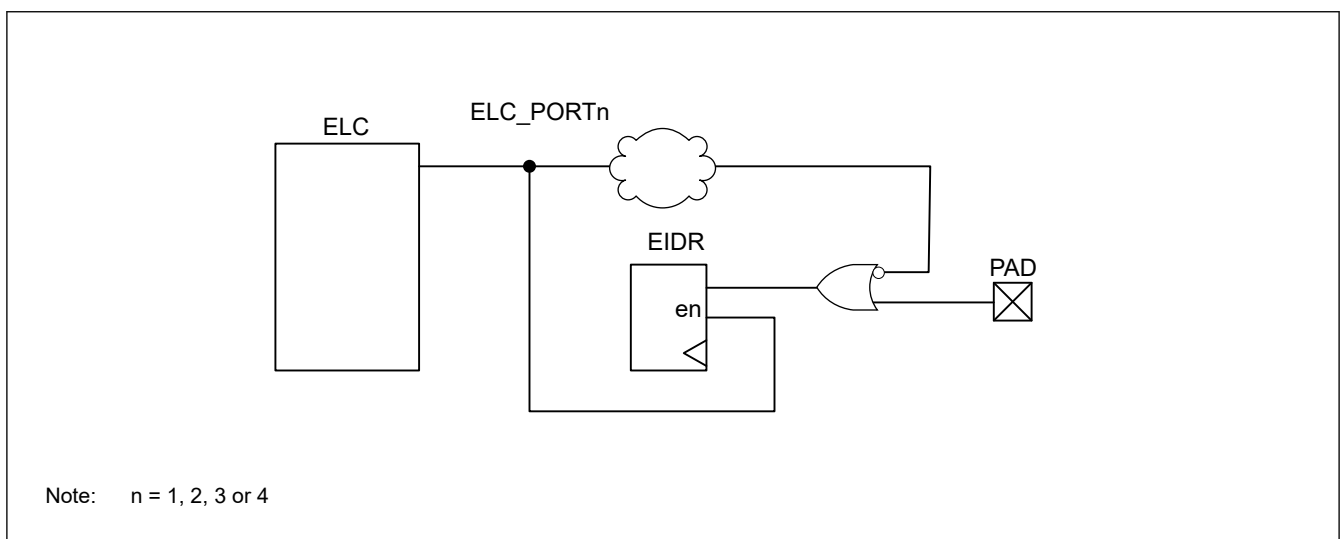 ELC_PORTn
ELC
EIDR
PAD
en
Note: n = 1, 2, 3 or 4